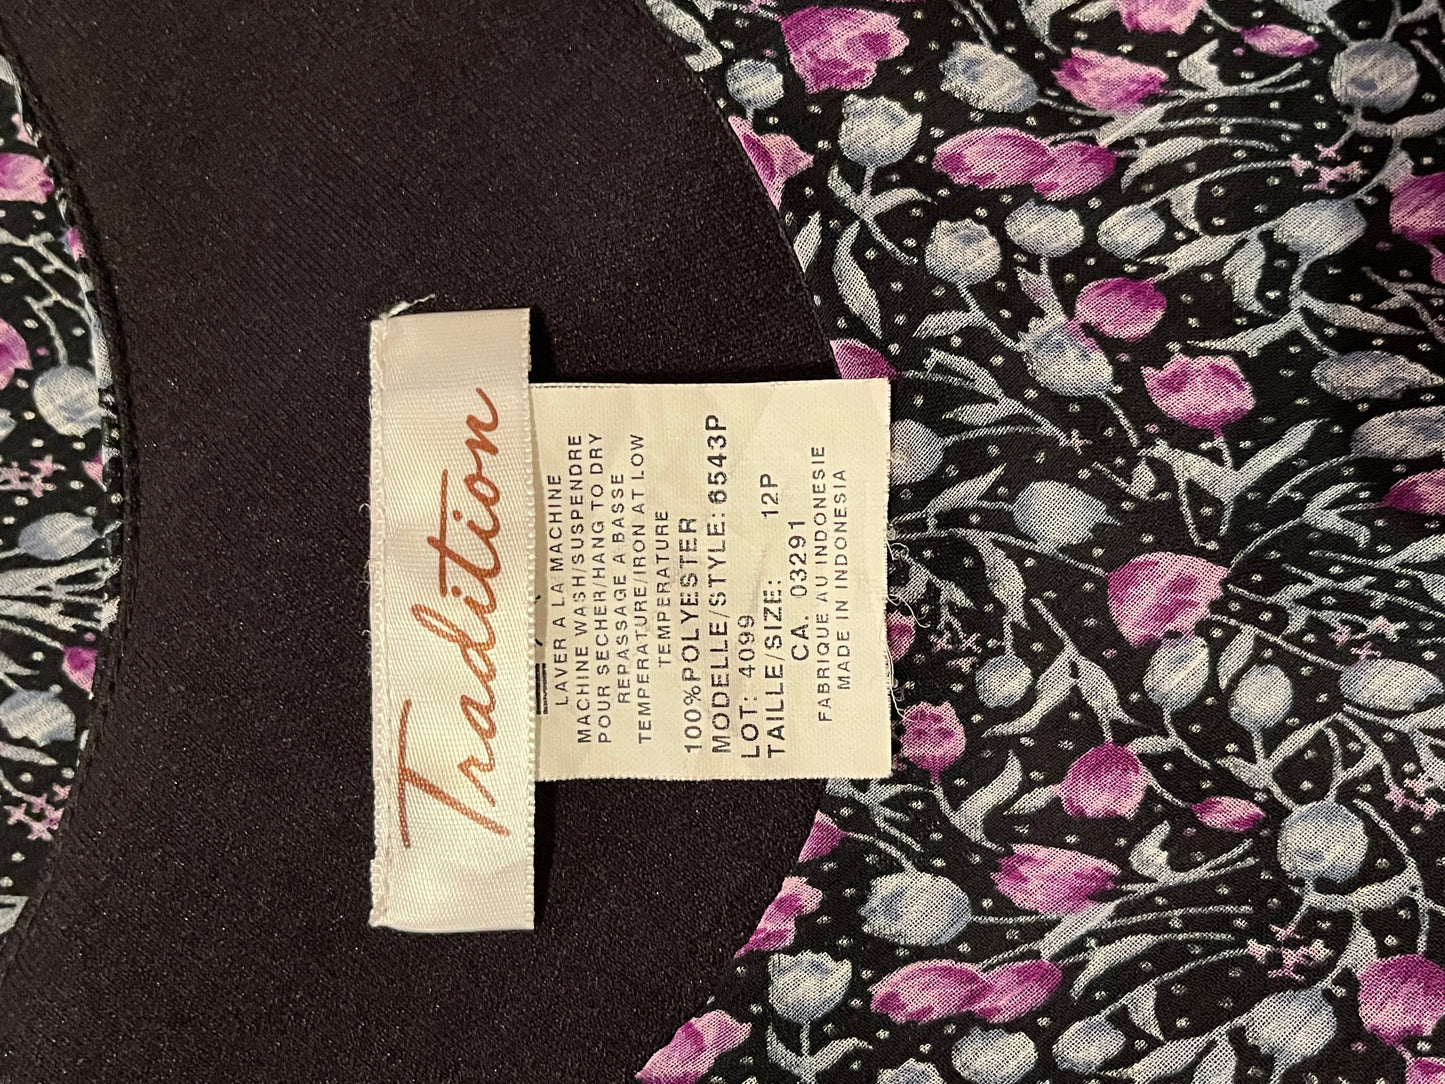 Tradition
LAVER A LA MACHINE
MACHINE WASH/SUSPENDRE
POUR SECHER/HANG TO DRY
REPASSAGE A BASSE
TEMPERATURE/IRON AT LOW
TEMPERATURE
100%POLYESTER
MODELLE/STYLE: 6543P
LOT: 4099
TAILLE/SIZE: 12P
CA. 03291
FABRIQUE AU INDONESIE
MADE IN INDONESIA